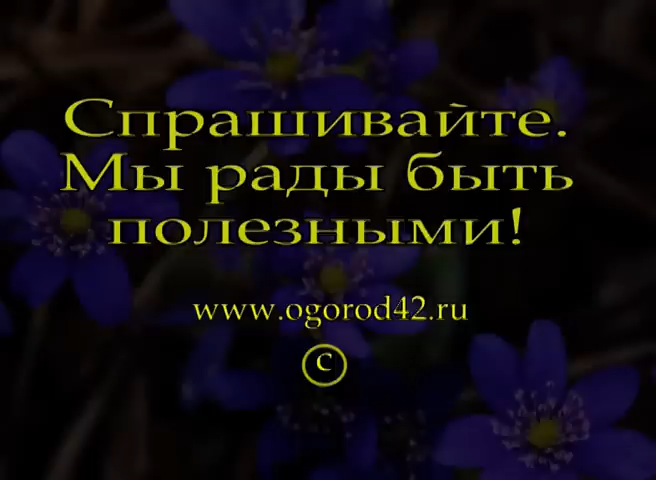 Спрашивайте.
Мы рады быть
полезными!
www.ogorod42.ru
©